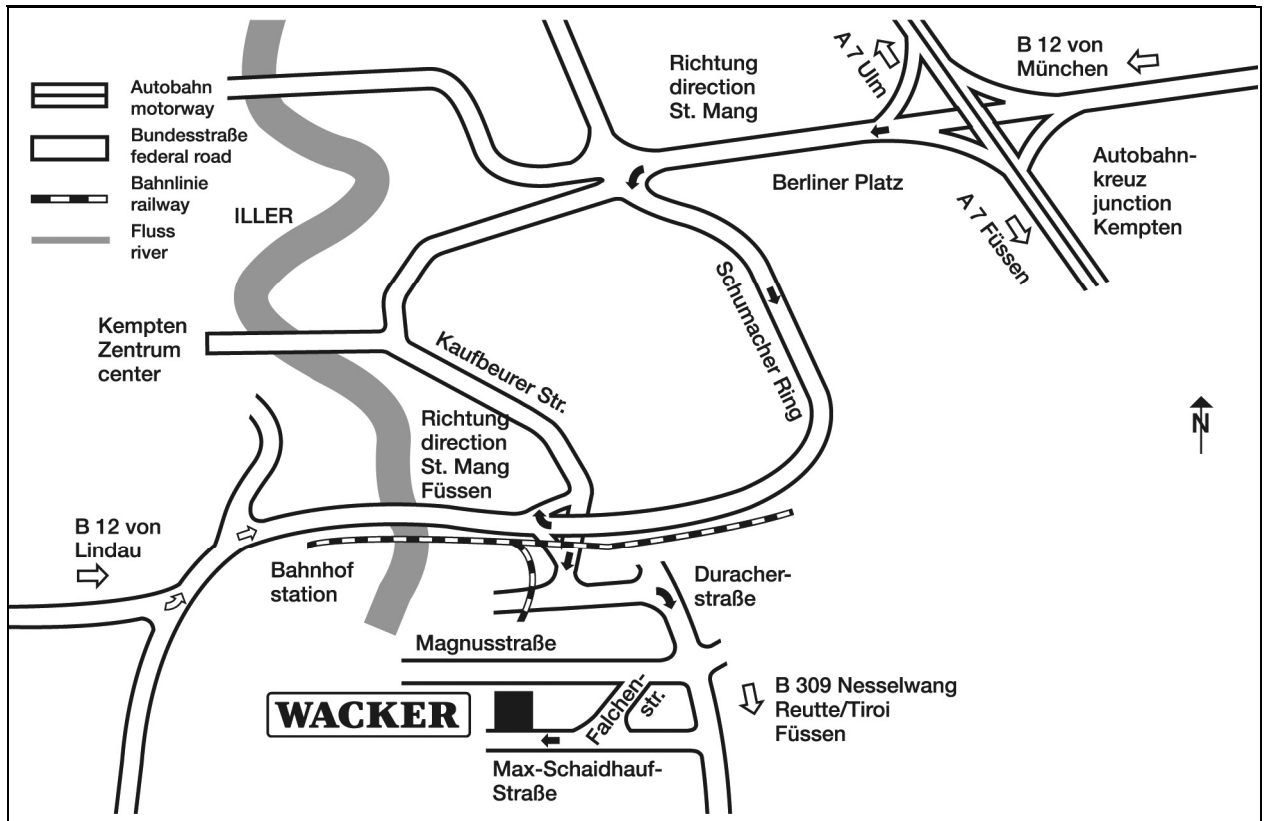 Autobahn
motorway
Bundesstraße
federal road
Bahnlinie
railway
Fluss
river
ILLER
Richtung
direction
St. Mang
A 7 Ulm
B 12 von
München
Berliner Platz
Autobahn-
kreuz
junction
Kempten
A 7 Füssen
Schumacher Ring
Kempten
Zentrum
center
Kaufbeurer Str.
Richtung
direction
St. Mang
Füssen
N
B 12 von
Lindau
Bahnhof
station
Duracher-
straße
Magnusstraße
WACKER
Falchen-
str.
B 309 Nesselwang
Reutte/Tiroi
Füssen
Max-Schaidhauf-
Straße